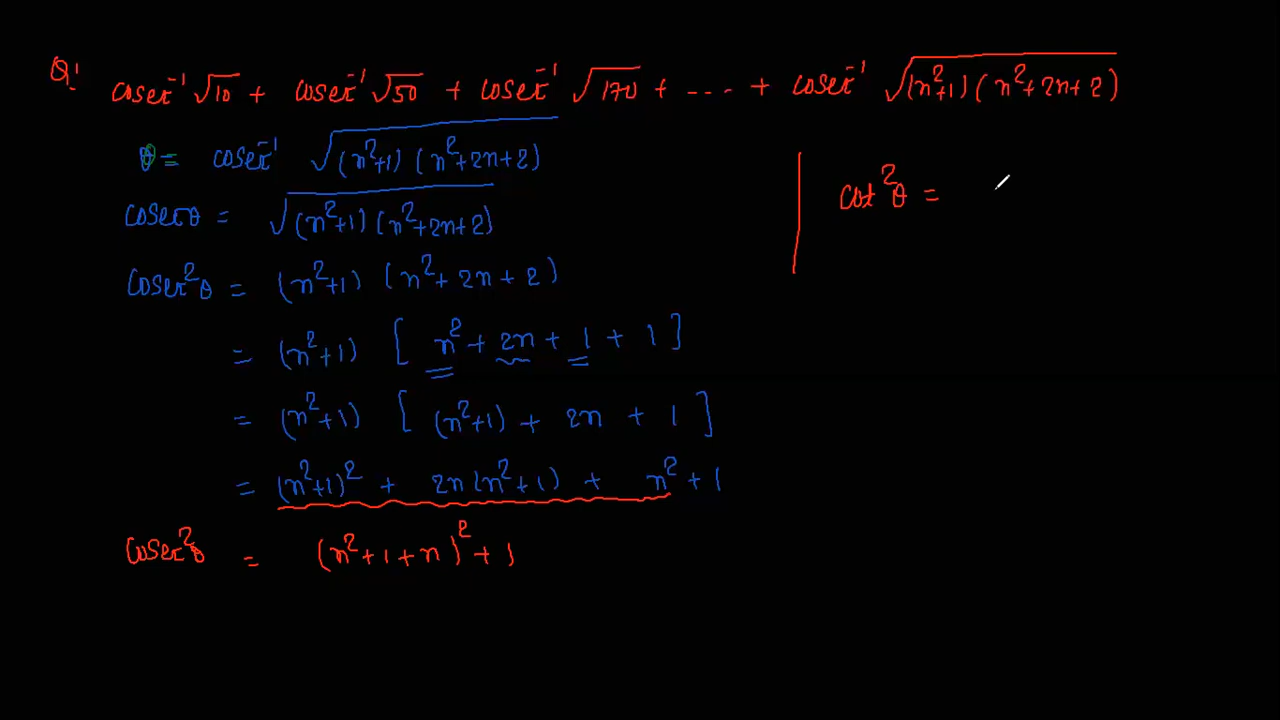 Q! cosec⁻¹ √10 + cosec⁻¹ √50 + cosec⁻¹ √170 + .... + cosec⁻¹ √(n²+1)(n²+2n+2)
θ = cosec⁻¹ √(n²+1)(n²+2n+2)
cosecθ = √(n²+1)(n²+2n+2)
cosec²θ = (n²+1) (n²+2n+2)
= (n²+1) [n²+2n+1+1]
= (n²+1) [(n²+1)+2n+1]
= (n²+1)² + 2n(n²+1) + n²+1
cosec²θ = (n²+1+n)²+1
cot²θ =